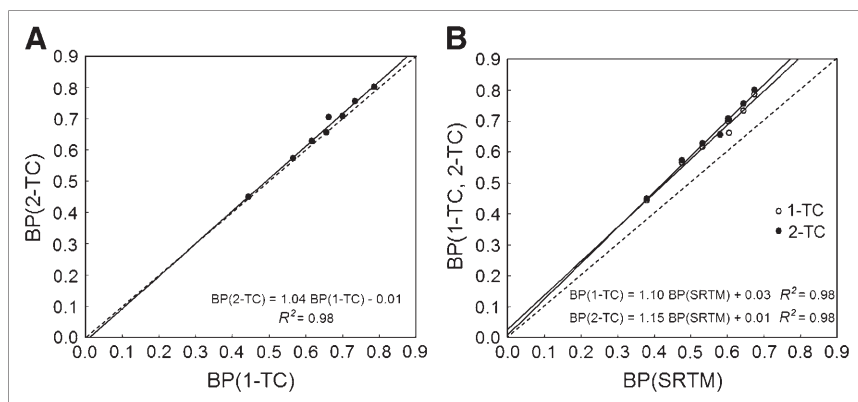 A
0.9
0.8
0.7
0.6
0.5
0.4
0.3
0.2
0.1
0.0
BP(2-TC)
BP(2-TC) = 1.04 BP(1-TC) - 0.01
R² = 0.98
0.0 0.1 0.2 0.3 0.4 0.5 0.6 0.7 0.8 0.9
BP(1-TC)
B
0.9
0.8
0.7
0.6
0.5
0.4
0.3
0.2
0.1
0.0
BP(1-TC, 2-TC)
1-TC
2-TC
BP(1-TC) = 1.10 BP(SRTM) + 0.03 R² = 0.98
BP(2-TC) = 1.15 BP(SRTM) + 0.01 R² = 0.98
0.0 0.1 0.2 0.3 0.4 0.5 0.6 0.7 0.8 0.9
BP(SRTM)